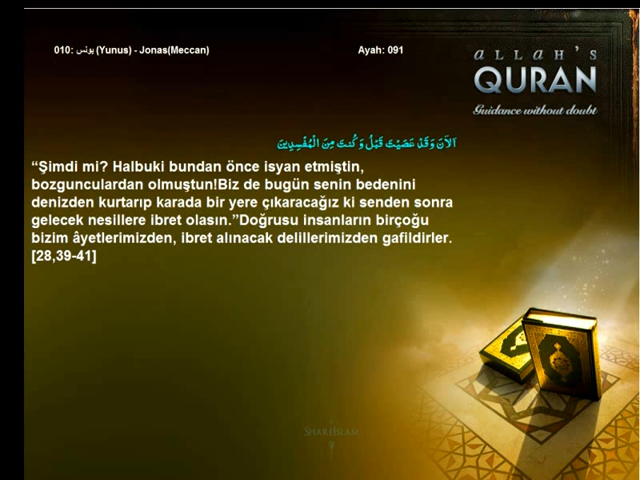 010: يونس (Yunus) - Jonas(Meccan)
Ayah: 091
ALLAH'S
QURAN
Guidance without doubt
آلْآنَ وَقَدْ عَصَيْتَ قَبْلُ وَكُنتَ مِنَ الْمُفْسِدِينَ
“Şimdi mi? Halbuki bundan önce isyan etmiştin,
bozgunculardan olmuştun!Biz de bugün senin bedenini
denizden kurtarıp karada bir yere çıkaracağız ki senden sonra
gelecek nesillere ibret olasın.”Doğrusu insanların birçoğu
bizim âyetlerimizden, ibret alınacak delillerimizden gafildirler.
[28,39-41]
SHAREISLAM